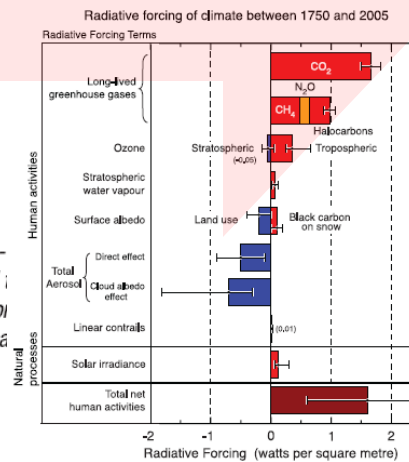 Radiative forcing of climate between 1750 and 2005
Radiative Forcing Terms
Long-lived
greenhouse gases
CO2
N2O
CH4
Halocarbons
Ozone
Stratospheric
(-0.05)
Tropospheric
Stratospheric
water vapour
Human activities
Surface albedo
Land use
Black carbon
on snow
Total
Aerosol
Direct effect
Cloud albedo
effect
Linear contrails
(0.01)
Natural
processes
Solar irradiance
Total net
human activities
-2 -1 0 1 2
Radiative Forcing (watts per square metre)